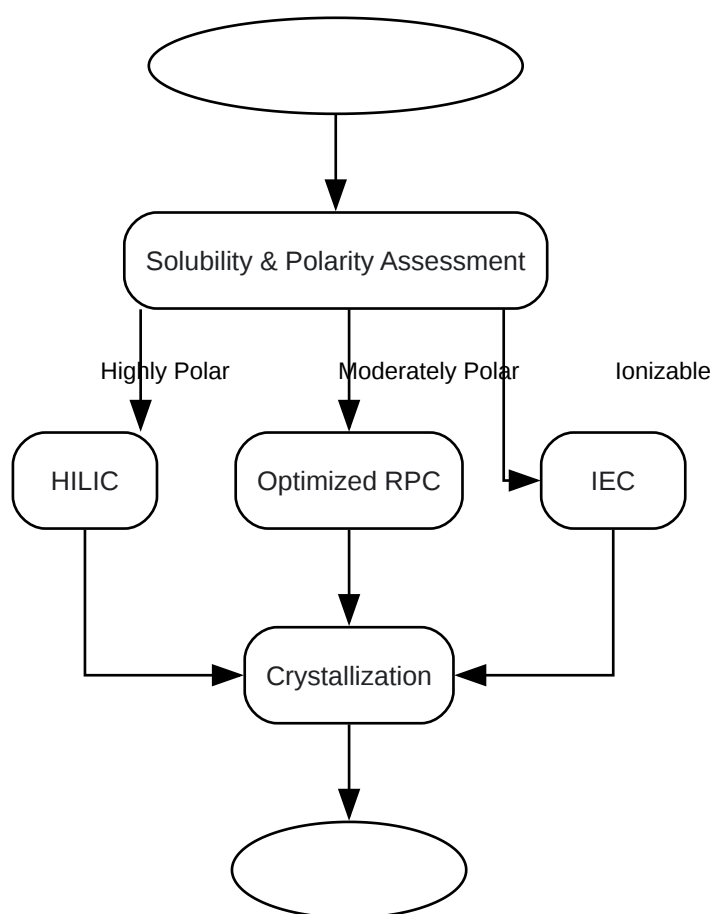 Solubility & Polarity Assessment
Highly Polar
Moderately Polar
Ionizable
HILIC
Optimized RPC
IEC
Crystallization